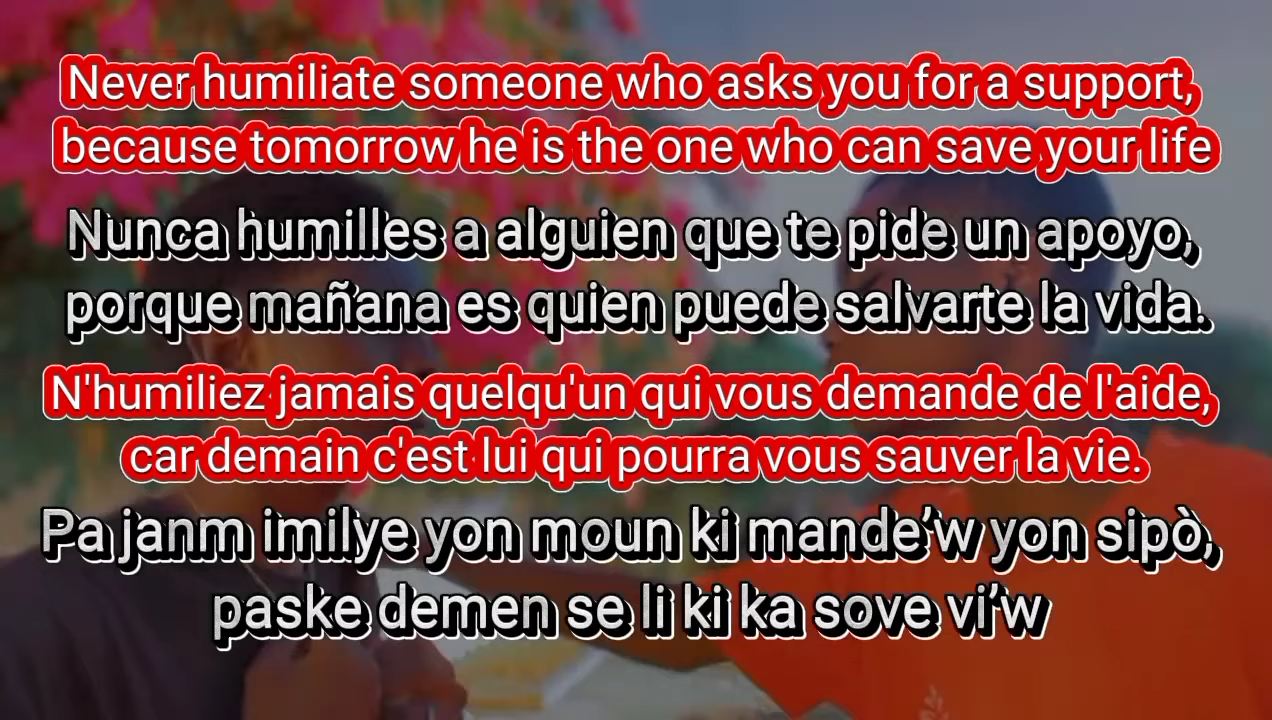 Never humiliate someone who asks you for a support,
because tomorrow he is the one who can save your life
Nunca humilles a alguien que te pide un apoyo,
porque mañana es quien puede salvarte la vida.
N'humiliez jamais quelqu'un qui vous demande de l'aide,
car demain c'est lui qui pourra vous sauver la vie.
Pa janm imilye yon moun ki mande’w yon sipò,
paske demen se li ki ka sove vi’w